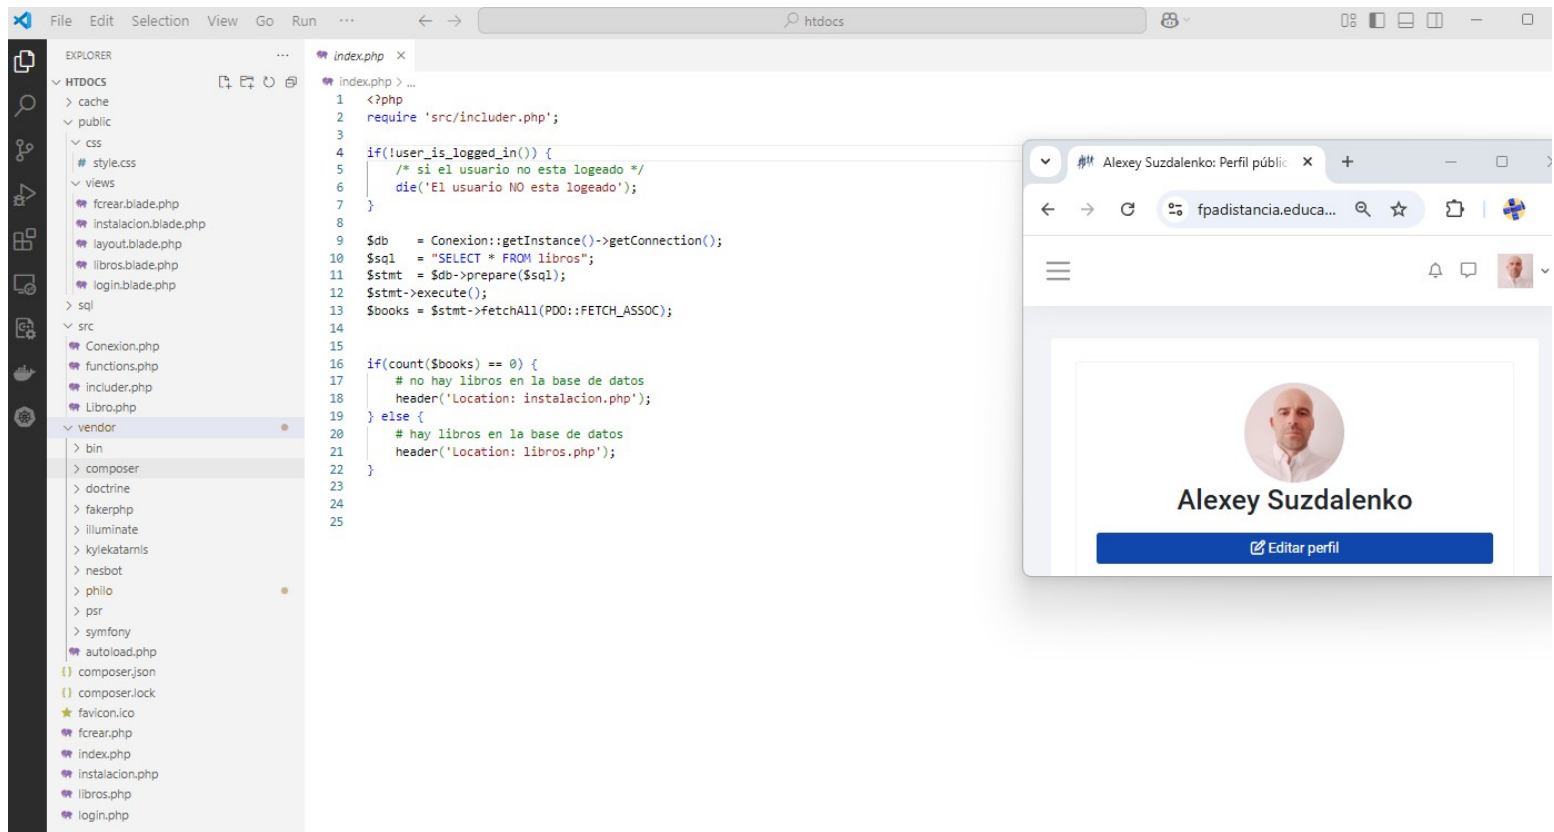 File Edit Selection View Go Run ···
htdocs
EXPLORER ···
HTDOCS
cache
public
css
# style.css
views
fcrear.blade.php
instalacion.blade.php
layout.blade.php
libros.blade.php
login.blade.php
sql
src
Conexion.php
functions.php
includer.php
Libro.php
vendor
bin
composer
doctrine
fakerphp
illuminate
kylekatarnls
nesbot
philo
psr
symfony
autoload.php
{} composer.json
{} composer.lock
favicon.ico
fcrear.php
index.php
instalacion.php
libros.php
login.php
index.php ×
index.php > ...
1 <?php
2 require 'src/includer.php';
3
4 if(!user_is_logged_in()) {
5 /* si el usuario no esta logeado */
6 die('El usuario NO esta logeado');
7 }
8
9 $db = Conexion::getInstance()->getConnection();
10 $sql = "SELECT * FROM libros";
11 $stmt = $db->prepare($sql);
12 $stmt->execute();
13 $books = $stmt->fetchAll(PDO::FETCH_ASSOC);
14
15
16 if(count($books) == 0) {
17 # no hay libros en la base de datos
18 header('Location: instalacion.php');
19 } else {
20 # hay libros en la base de datos
21 header('Location: libros.php');
22 }
23
24
25
Alexey Suzdalenko: Perfil públic
fpadistancia.educa...
Alexey Suzdalenko
Editar perfil